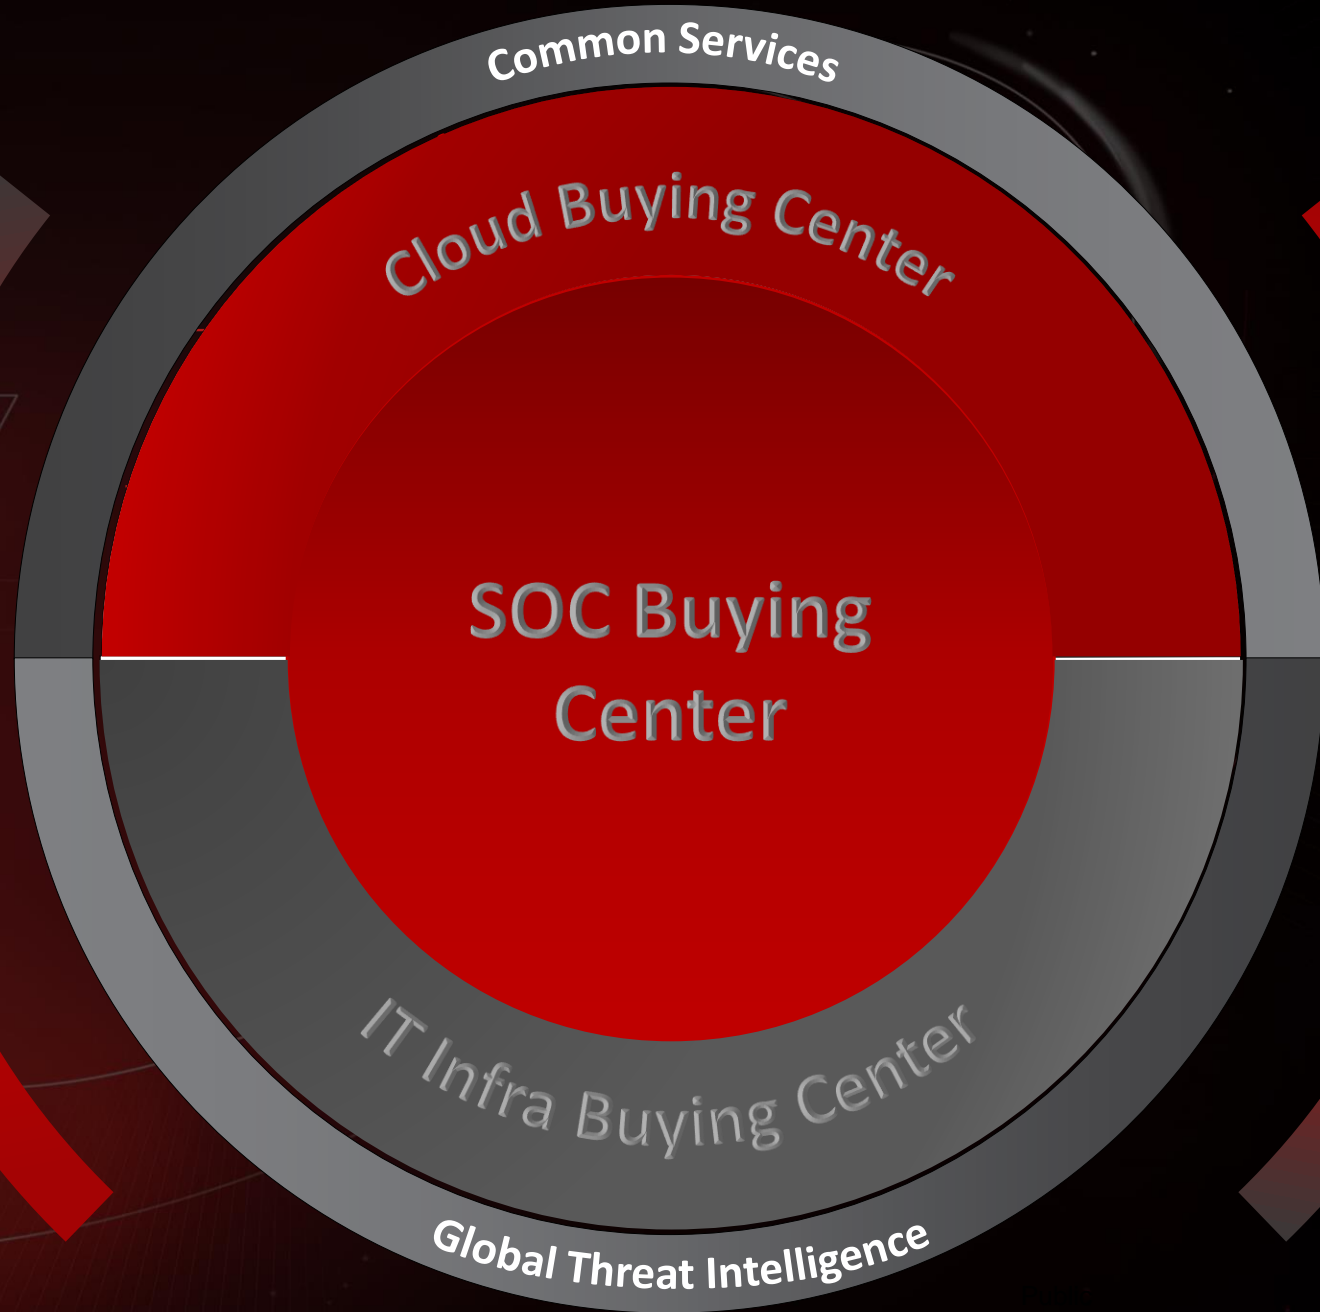 Common Services
Cloud Buying Center
SOC Buying
Center
IT Infra Buying Center
Global Threat Intelligence